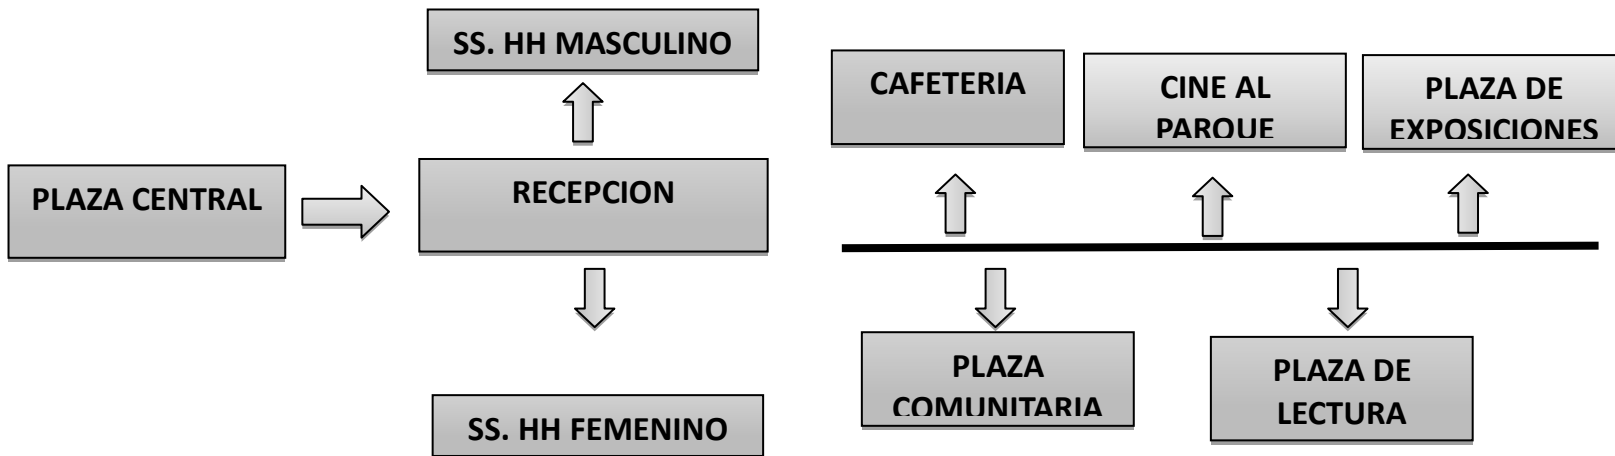 SS. HH MASCULINO
PLAZA CENTRAL
RECEPCION
SS. HH FEMENINO
CAFETERIA
CINE AL
PARQUE
PLAZA DE
EXPOSICIONES
PLAZA
COMUNITARIA
PLAZA DE
LECTURA